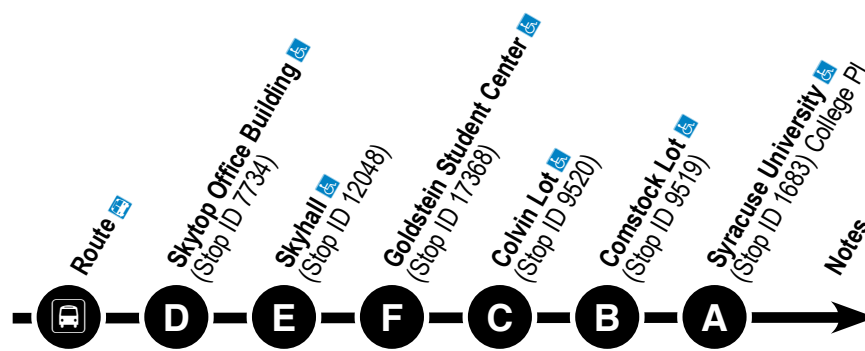 Route
Skytop Office Building
(Stop ID 7734)
Skyhall
(Stop ID 12048)
Goldstein Student Center
(Stop ID 17368)
Colvin Lot
(Stop ID 9520)
Comstock Lot
(Stop ID 9519)
Syracuse University
(Stop ID 1683) College Pl
Notes
D E F C B A